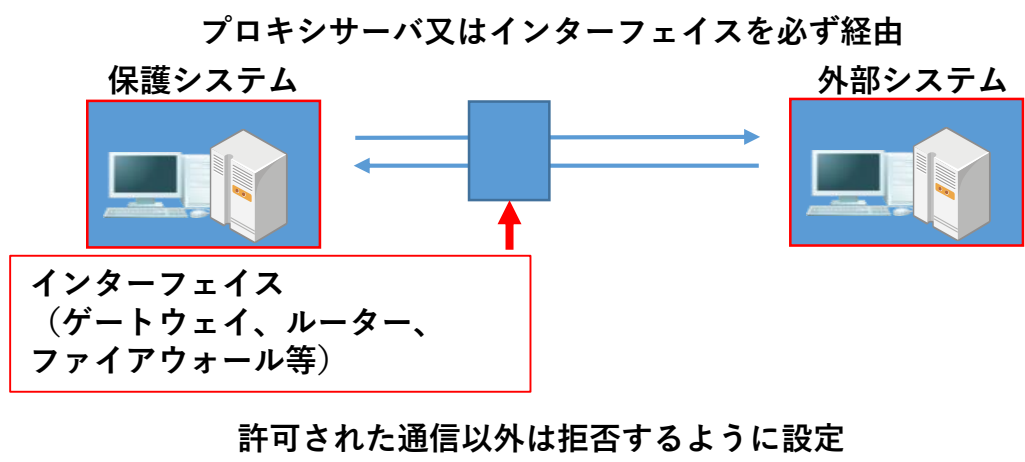 プロキシサーバ又はインターフェイスを必ず経由
保護システム
外部システム
インターフェイス
（ゲートウェイ、ルーター、
ファイアウォール等）
許可された通信以外は拒否するように設定